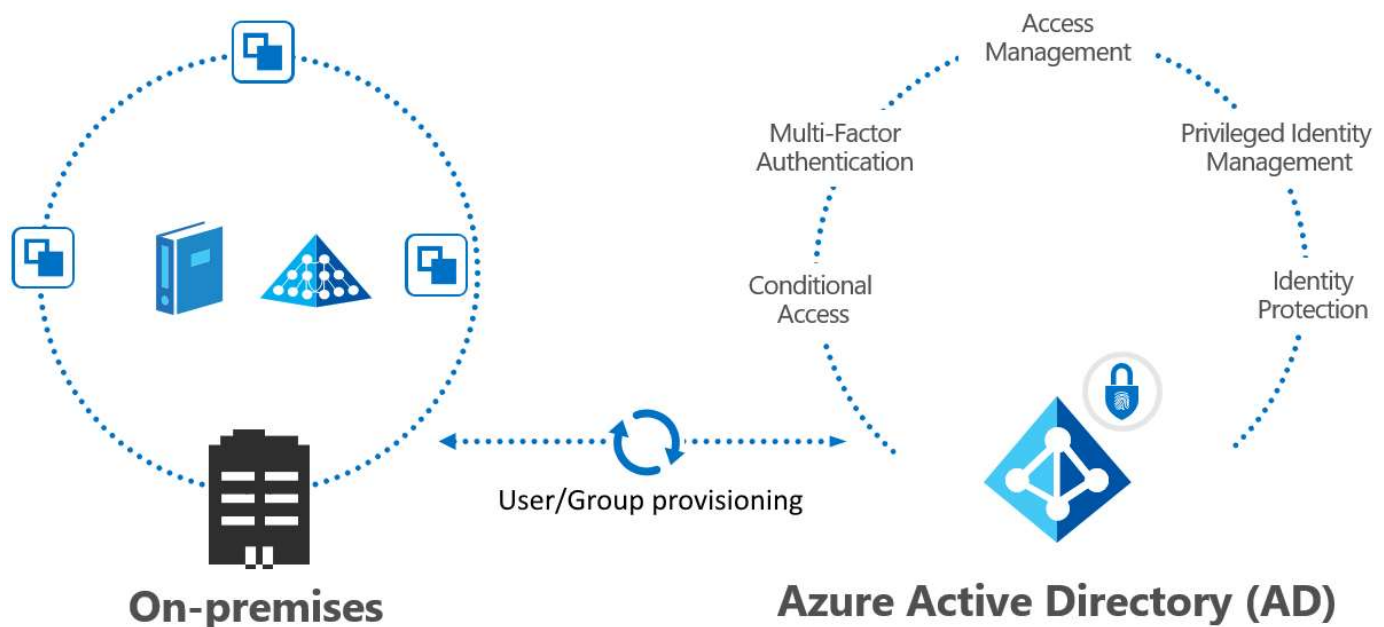 Access
Management
Multi-Factor
Authentication
Privileged Identity
Management
Conditional
Access
Identity
Protection
User/Group provisioning
On-premises
Azure Active Directory (AD)